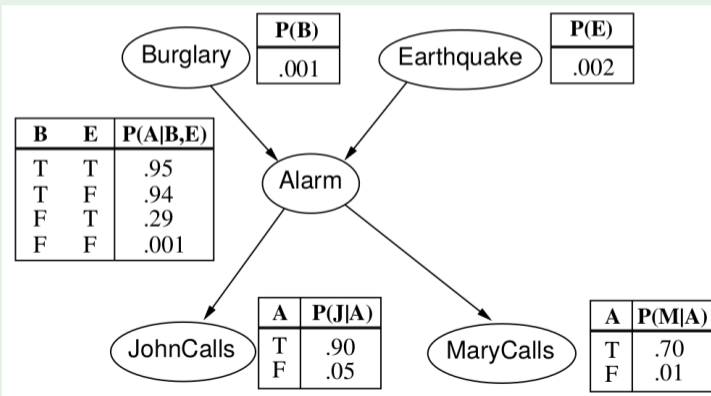 P(B)
.001
Burglary
P(E)
.002
Earthquake
B E P(A|B,E)
T T .95
T F .94
F T .29
F F .001
Alarm
A P(J|A)
T .90
F .05
JohnCalls
A P(M|A)
T .70
F .01
MaryCalls